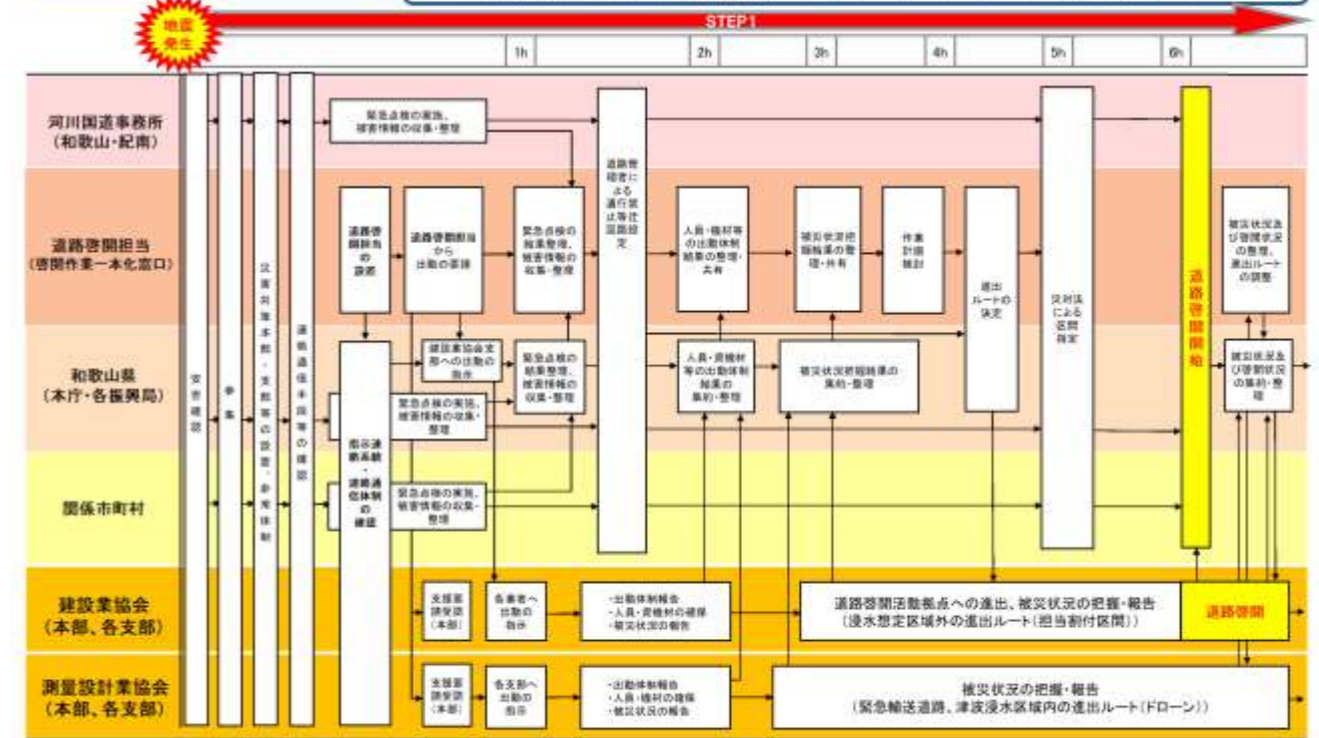 地震
発生
STEP1
1h
2h
3h
4h
5h
6h
河川国道事務所
(和歌山・紀南)
道路啓開担当
(啓開作業一本化窓口)
和歌山県
(本庁・各振興局)
関係市町村
建設業協会
(本部、各支部)
測量設計業協会
(本部、各支部)
安否確認
参集
災害対策本部・支部等の設置、非常体制
連絡通信手段等の確認
緊急点検の実施、
被害情報の収集・整理
道路啓
開担当
の
設置
道路啓開担当
から
出動の要請
緊急点検の
結果整理、
被害情報の
収集・整理
道路管
理者に
よる
通行禁
止等迂
回路設
定
人員・機材等
の出動体制
結果の整理・
共有
被災状況把
握結果の整
理・共有
作業
計画
検討
進出
ルートの
決定
災対法
による
区間
指定
道路啓開開始
被災状況及
び啓開状況
の整理、
進出ルート
の調整
建設業協会支
部への出動の
指示
緊急点検の
結果整理、
被害情報の
収集・整理
人員・資機材
等の出動体制
結果の
集約・整理
被災状況把握結果の
集約・整理
被災状況及
び啓開状況
の集約・整
理
緊急点検の実施、
被害情報の収集・
整理
指示連
絡系統
・
連絡通
信体制
の
確認
緊急点検の実施、
被害情報の収集・
整理
支援要
請受諾
(本部)
各業者へ
出動の
指示
・出動体制報告
・人員・資機材の確保
・被災状況の報告
道路啓開活動拠点への進出、被災状況の把握・報告
(浸水想定区域外の進出ルート(担当割付区間))
道路啓開
支援要
請受諾
(本部)
各支部へ
出動の
指示
・出動体制報告
・人員・機材の確保
・被災状況の報告
被災状況の把握・報告
(緊急輸送道路、津波浸水区域内の進出ルート(ドローン))